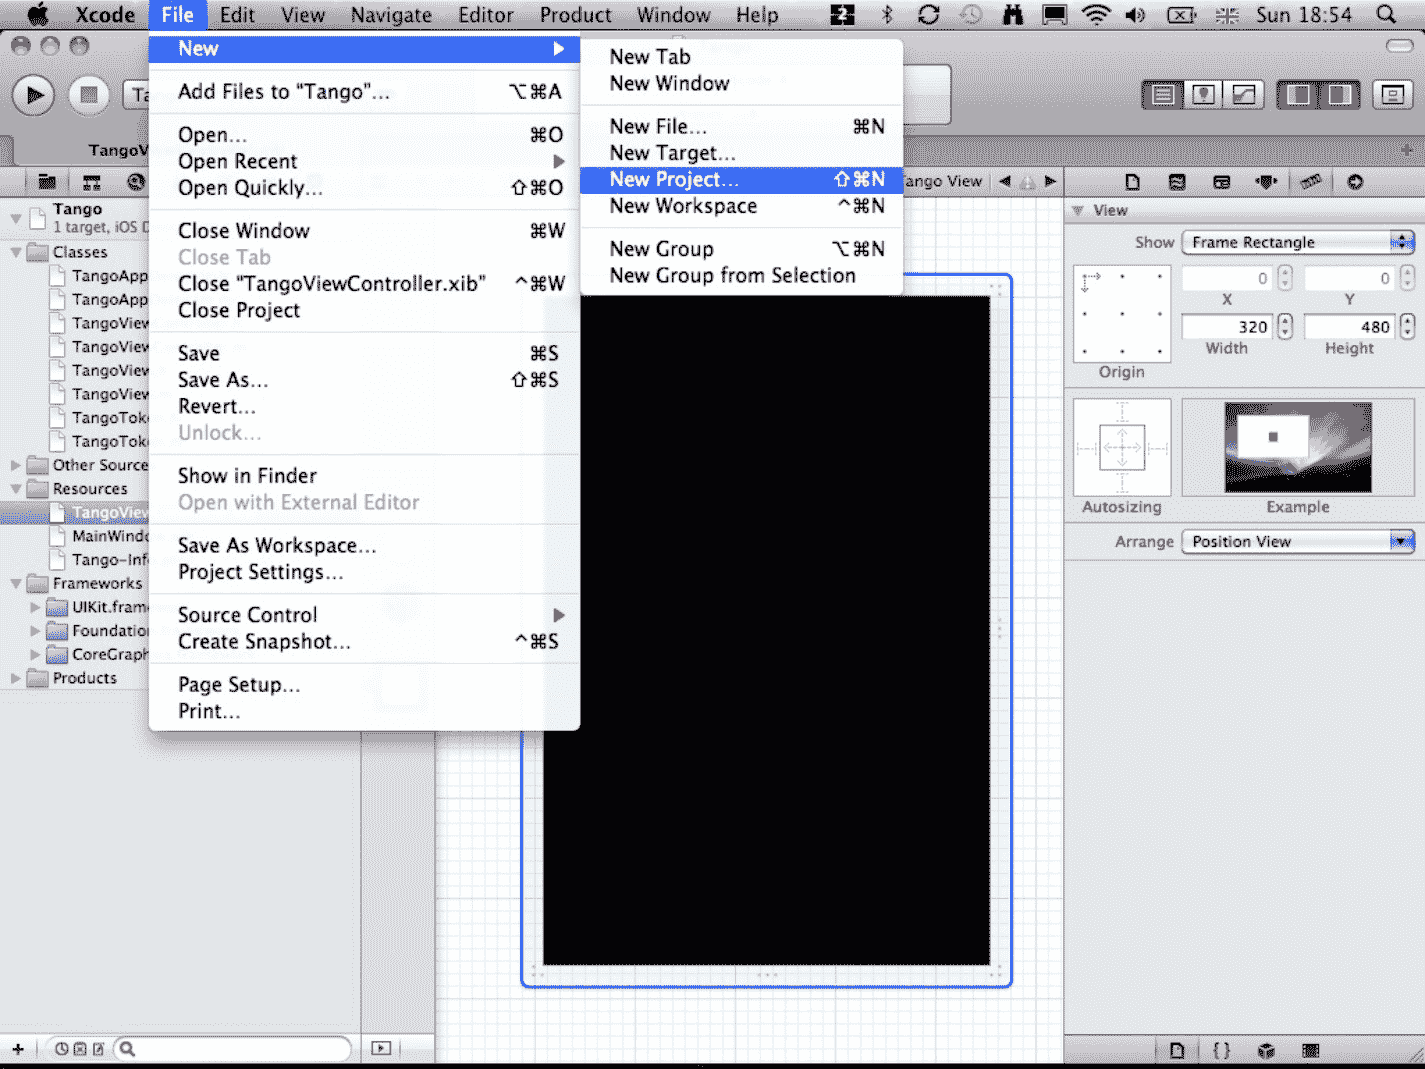 Xcode File Edit View Navigate Editor Product Window Help Sun 18:54
New
Add Files to "Tango"... ⌥⌘A
Open... ⌘O
Open Recent
Open Quickly... ⇧⌘O
Close Window ⌘W
Close Tab
Close "TangoViewController.xib" ^⌘W
Close Project
Save ⌘S
Save As... ⇧⌘S
Revert...
Unlock...
Show in Finder
Open with External Editor
Save As Workspace...
Project Settings...
Source Control
Create Snapshot... ^⌘S
Page Setup...
Print...
New Tab
New Window
New File... ⌘N
New Target...
New Project... ⇧⌘N
New Workspace ^⌘N
New Group ⌥⌘N
New Group from Selection
Ta
TangoV
Tango
1 target, iOS D
Classes
TangoApp
TangoApp
TangoView
TangoView
TangoView
TangoView
TangoTok
TangoTok
Other Source
Resources
TangoView
MainWindo
Tango-Inf
Frameworks
UIKit.fram
Foundation
CoreGraph
Products
Tango View
View
Show Frame Rectangle
0 0
X Y
320 480
Width Height
Origin
Autosizing Example
Arrange Position View